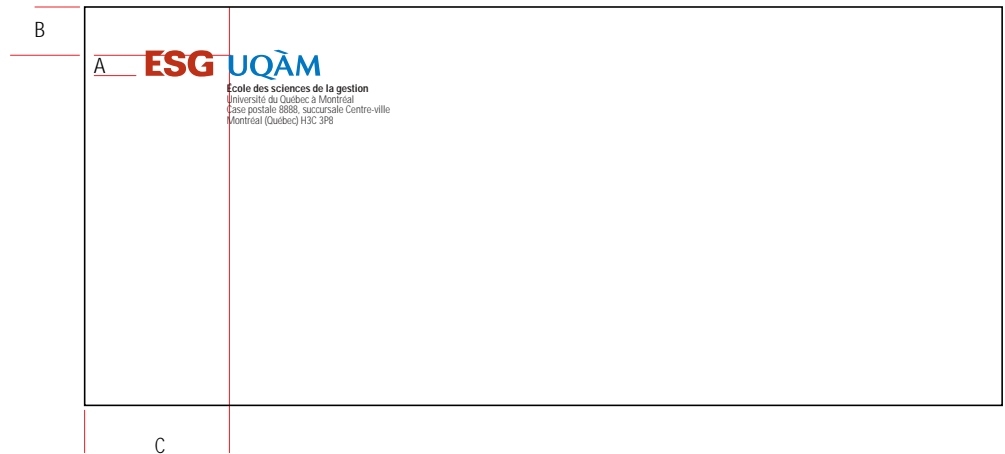 B
A
ESG UQÀM
École des sciences de la gestion
Université du Québec à Montréal
Case postale 8888, succursale Centre-ville
Montréal (Québec) H3C 3P8
C